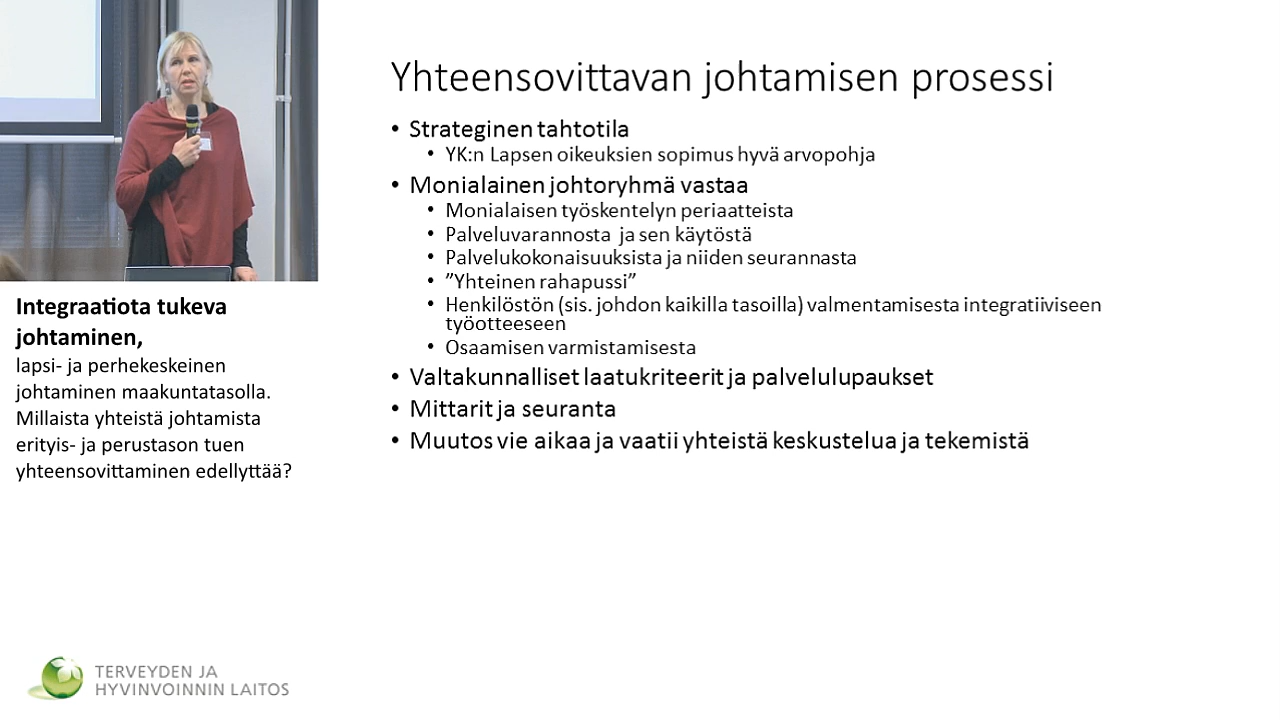 Yhteensovittavan johtamisen prosessi
• Strateginen tahtotila
• YK:n Lapsen oikeuksien sopimus hyvä arvopohja
• Monialainen johtoryhmä vastaa
• Monialaisen työskentelyn periaatteista
• Palveluvarannosta ja sen käytöstä
• Palvelukokonaisuuksista ja niiden seurannasta
• ”Yhteinen rahapussi”
• Henkilöstön (sis. johdon kaikilla tasoilla) valmentamisesta integratiiviseen
työotteeseen
• Osaamisen varmistamisesta
• Valtakunnalliset laatukriteerit ja palvelulupaukset
• Mittarit ja seuranta
• Muutos vie aikaa ja vaatii yhteistä keskustelua ja tekemistä
Integraatiota tukeva
johtaminen,
lapsi- ja perhekeskeinen
johtaminen maakuntatasolla.
Millaista yhteistä johtamista
erityis- ja perustason tuen
yhteensovittaminen edellyttää?
TERVEYDEN JA
HYVINVOINNIN LAITOS